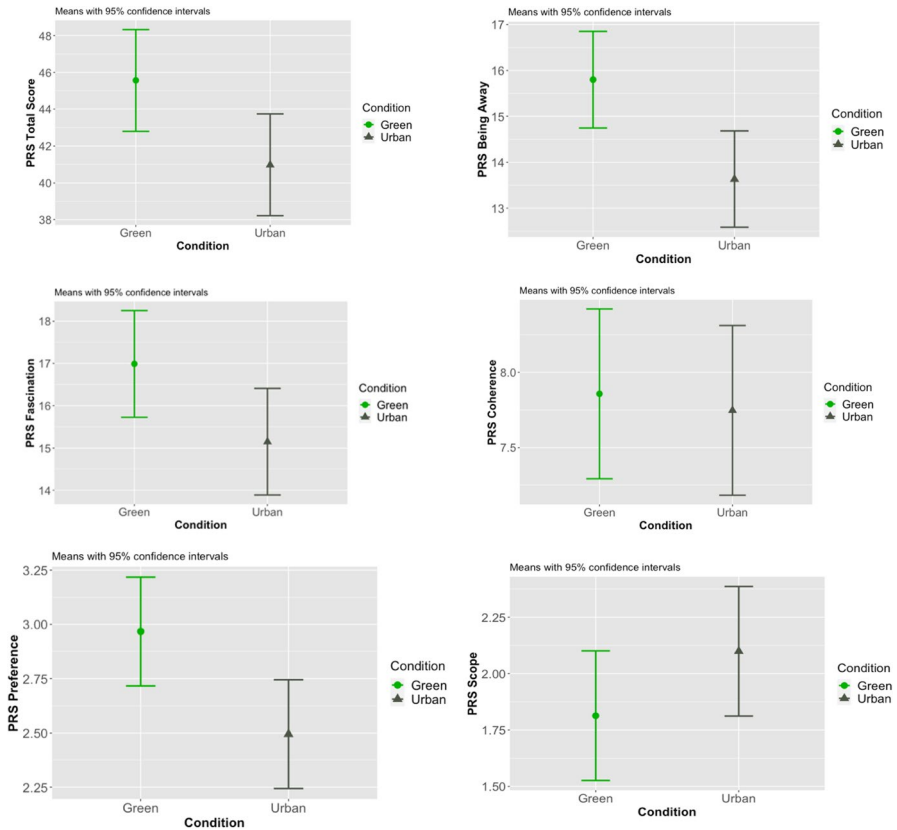 Means with 95% confidence intervals
48
46
44
42
40
38
PRS Total Score
Green
Urban
Condition
Condition
Green
Urban
Means with 95% confidence intervals
17
16
15
14
13
PRS Being Away
Green
Urban
Condition
Condition
Green
Urban
Means with 95% confidence intervals
18
17
16
15
14
PRS Fascination
Green
Urban
Condition
Condition
Green
Urban
Means with 95% confidence intervals
8.0
7.5
PRS Coherence
Green
Urban
Condition
Condition
Green
Urban
Means with 95% confidence intervals
3.25
3.00
2.75
2.50
2.25
PRS Preference
Green
Urban
Condition
Condition
Green
Urban
Means with 95% confidence intervals
2.25
2.00
1.75
1.50
PRS Scope
Green
Urban
Condition
Condition
Green
Urban